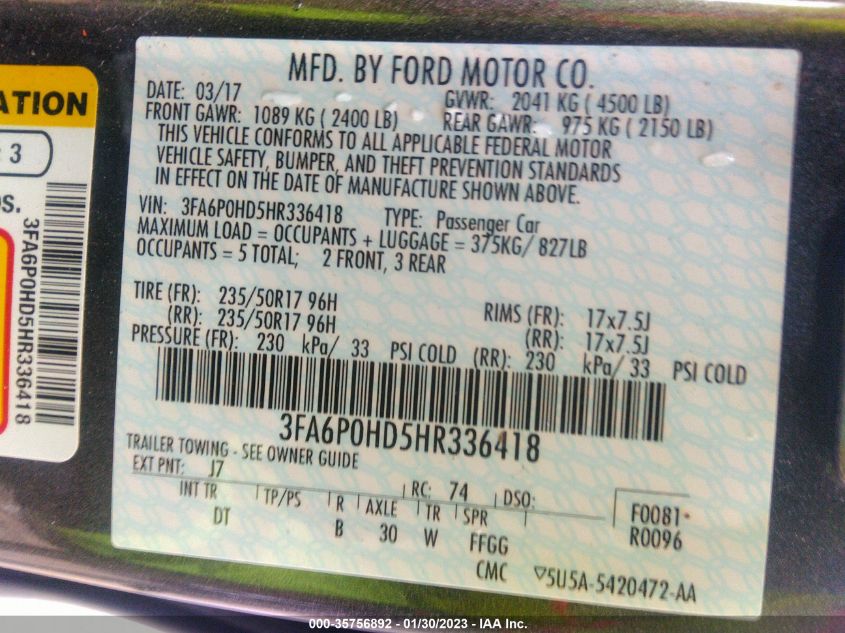 MFD. BY FORD MOTOR CO.
DATE: 03/17 GVWR: 2041 KG ( 4500 LB)
FRONT GAWR: 1089 KG ( 2400 LB) REAR GAWR: 975 KG ( 2150 LB)
THIS VEHICLE CONFORMS TO ALL APPLICABLE FEDERAL MOTOR
VEHICLE SAFETY, BUMPER, AND THEFT PREVENTION STANDARDS
IN EFFECT ON THE DATE OF MANUFACTURE SHOWN ABOVE.
VIN: 3FA6P0HD5HR336418 TYPE: Passenger Car
MAXIMUM LOAD = OCCUPANTS + LUGGAGE = 375KG/ 827LB
OCCUPANTS = 5 TOTAL; 2 FRONT, 3 REAR
TIRE (FR): 235/50R17 96H RIMS (FR): 17x7.5J
(RR): 235/50R17 96H (RR): 17x7.5J
PRESSURE (FR): 230 kPa/ 33 PSI COLD (RR): 230 kPa/ 33 PSI COLD
3FA6P0HD5HR336418
TRAILER TOWING - SEE OWNER GUIDE
EXT PNT: J7 RC: 74 DSO:
INT TR TP/PS R AXLE TR SPR F0081
DT B 30 W FFGG R0096
CMC ▽5U5A-5420472-AA
ATION
: 3
OS.
3FA6P0HD5HR336418
000-35756892 / 01/30/2023 - IAA Inc.